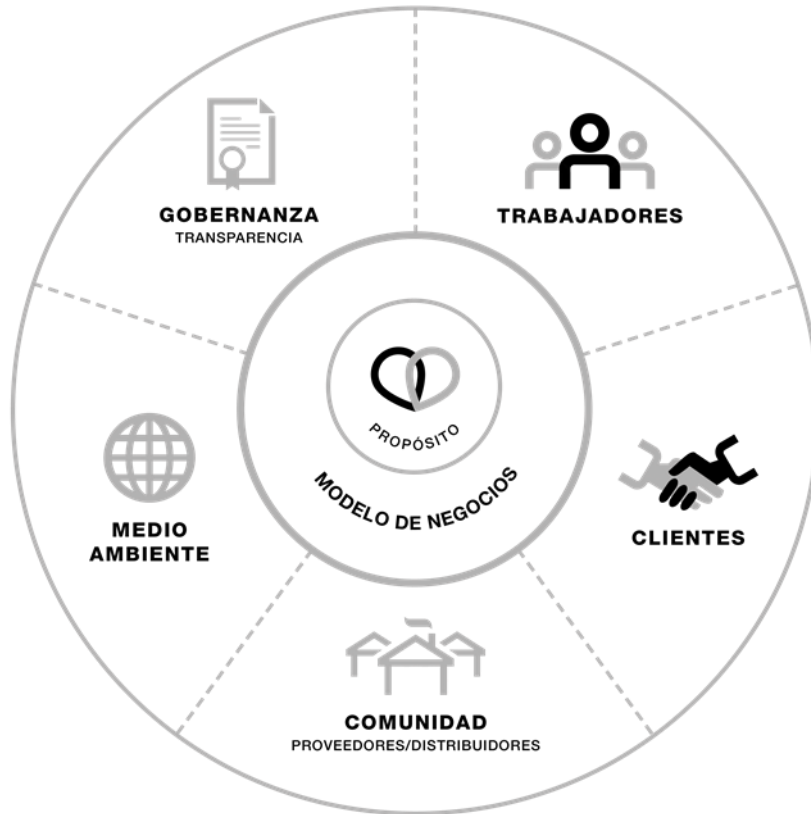 GOBERNANZA
TRANSPARENCIA
TRABAJADORES
PROPÓSITO
MODELO DE NEGOCIOS
MEDIO
AMBIENTE
CLIENTES
COMUNIDAD
PROVEEDORES/DISTRIBUIDORES